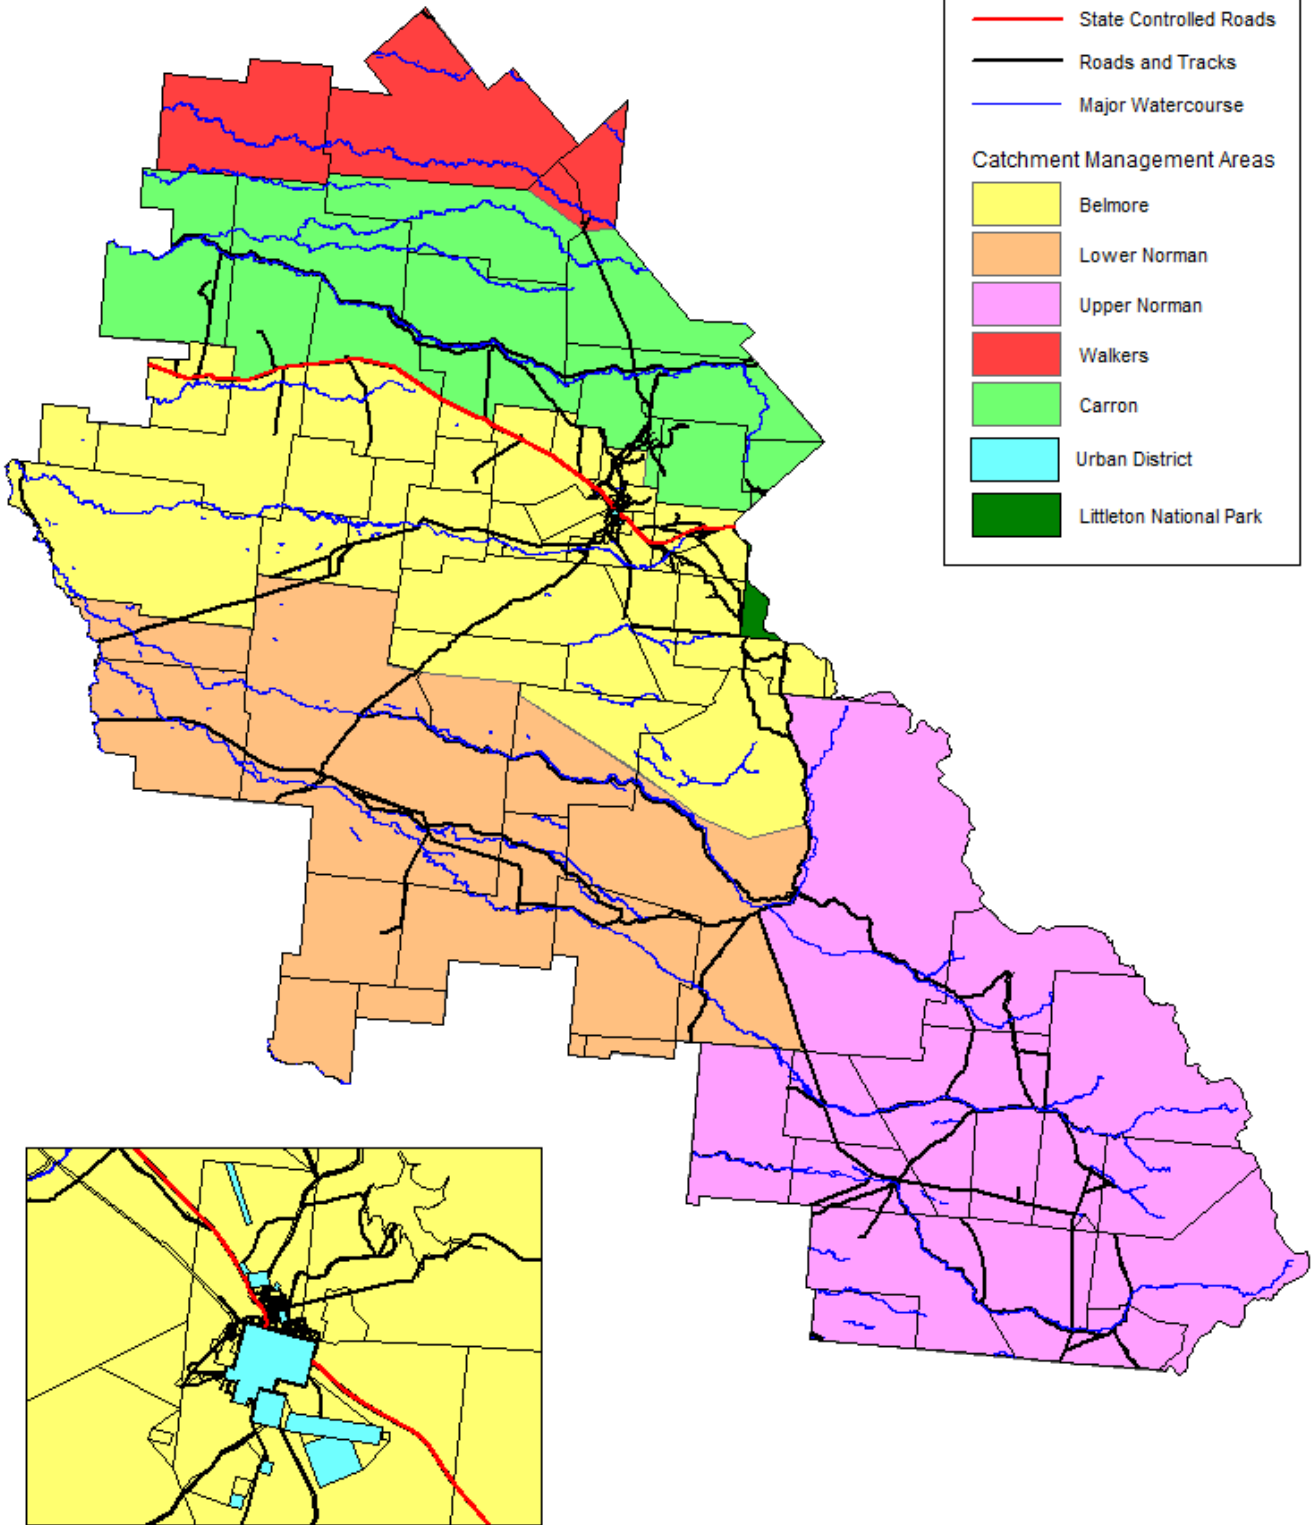 State Controlled Roads
Roads and Tracks
Major Watercourse
Catchment Management Areas
Belmore
Lower Norman
Upper Norman
Walkers
Carron
Urban District
Littleton National Park